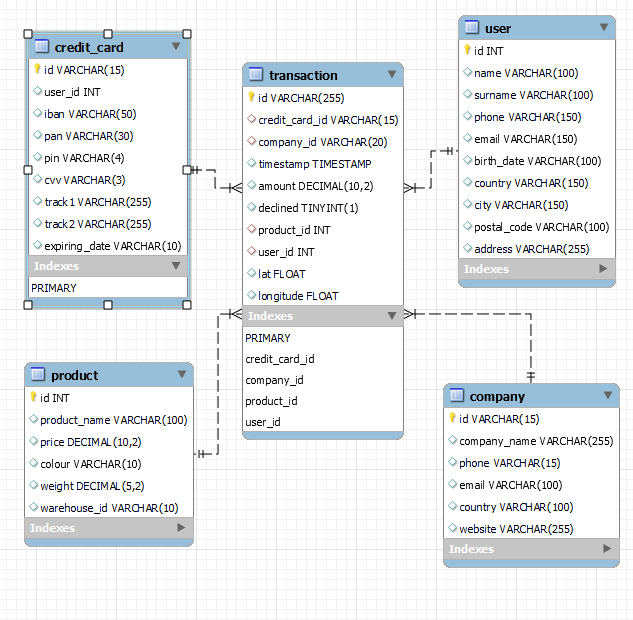 credit_card
id VARCHAR(15)
user_id INT
iban VARCHAR(50)
pan VARCHAR(30)
pin VARCHAR(4)
cvv VARCHAR(3)
track1 VARCHAR(255)
track2 VARCHAR(255)
expiring_date VARCHAR(10)
Indexes
PRIMARY
transaction
id VARCHAR(255)
credit_card_id VARCHAR(15)
company_id VARCHAR(20)
timestamp TIMESTAMP
amount DECIMAL(10,2)
declined TINYINT(1)
product_id INT
user_id INT
lat FLOAT
longitude FLOAT
Indexes
PRIMARY
credit_card_id
company_id
product_id
user_id
user
id INT
name VARCHAR(100)
surname VARCHAR(100)
phone VARCHAR(150)
email VARCHAR(150)
birth_date VARCHAR(100)
country VARCHAR(150)
city VARCHAR(150)
postal_code VARCHAR(100)
address VARCHAR(255)
Indexes
product
id INT
product_name VARCHAR(100)
price DECIMAL(10,2)
colour VARCHAR(10)
weight DECIMAL(5,2)
warehouse_id VARCHAR(10)
Indexes
company
id VARCHAR(15)
company_name VARCHAR(255)
phone VARCHAR(15)
email VARCHAR(100)
country VARCHAR(100)
website VARCHAR(255)
Indexes